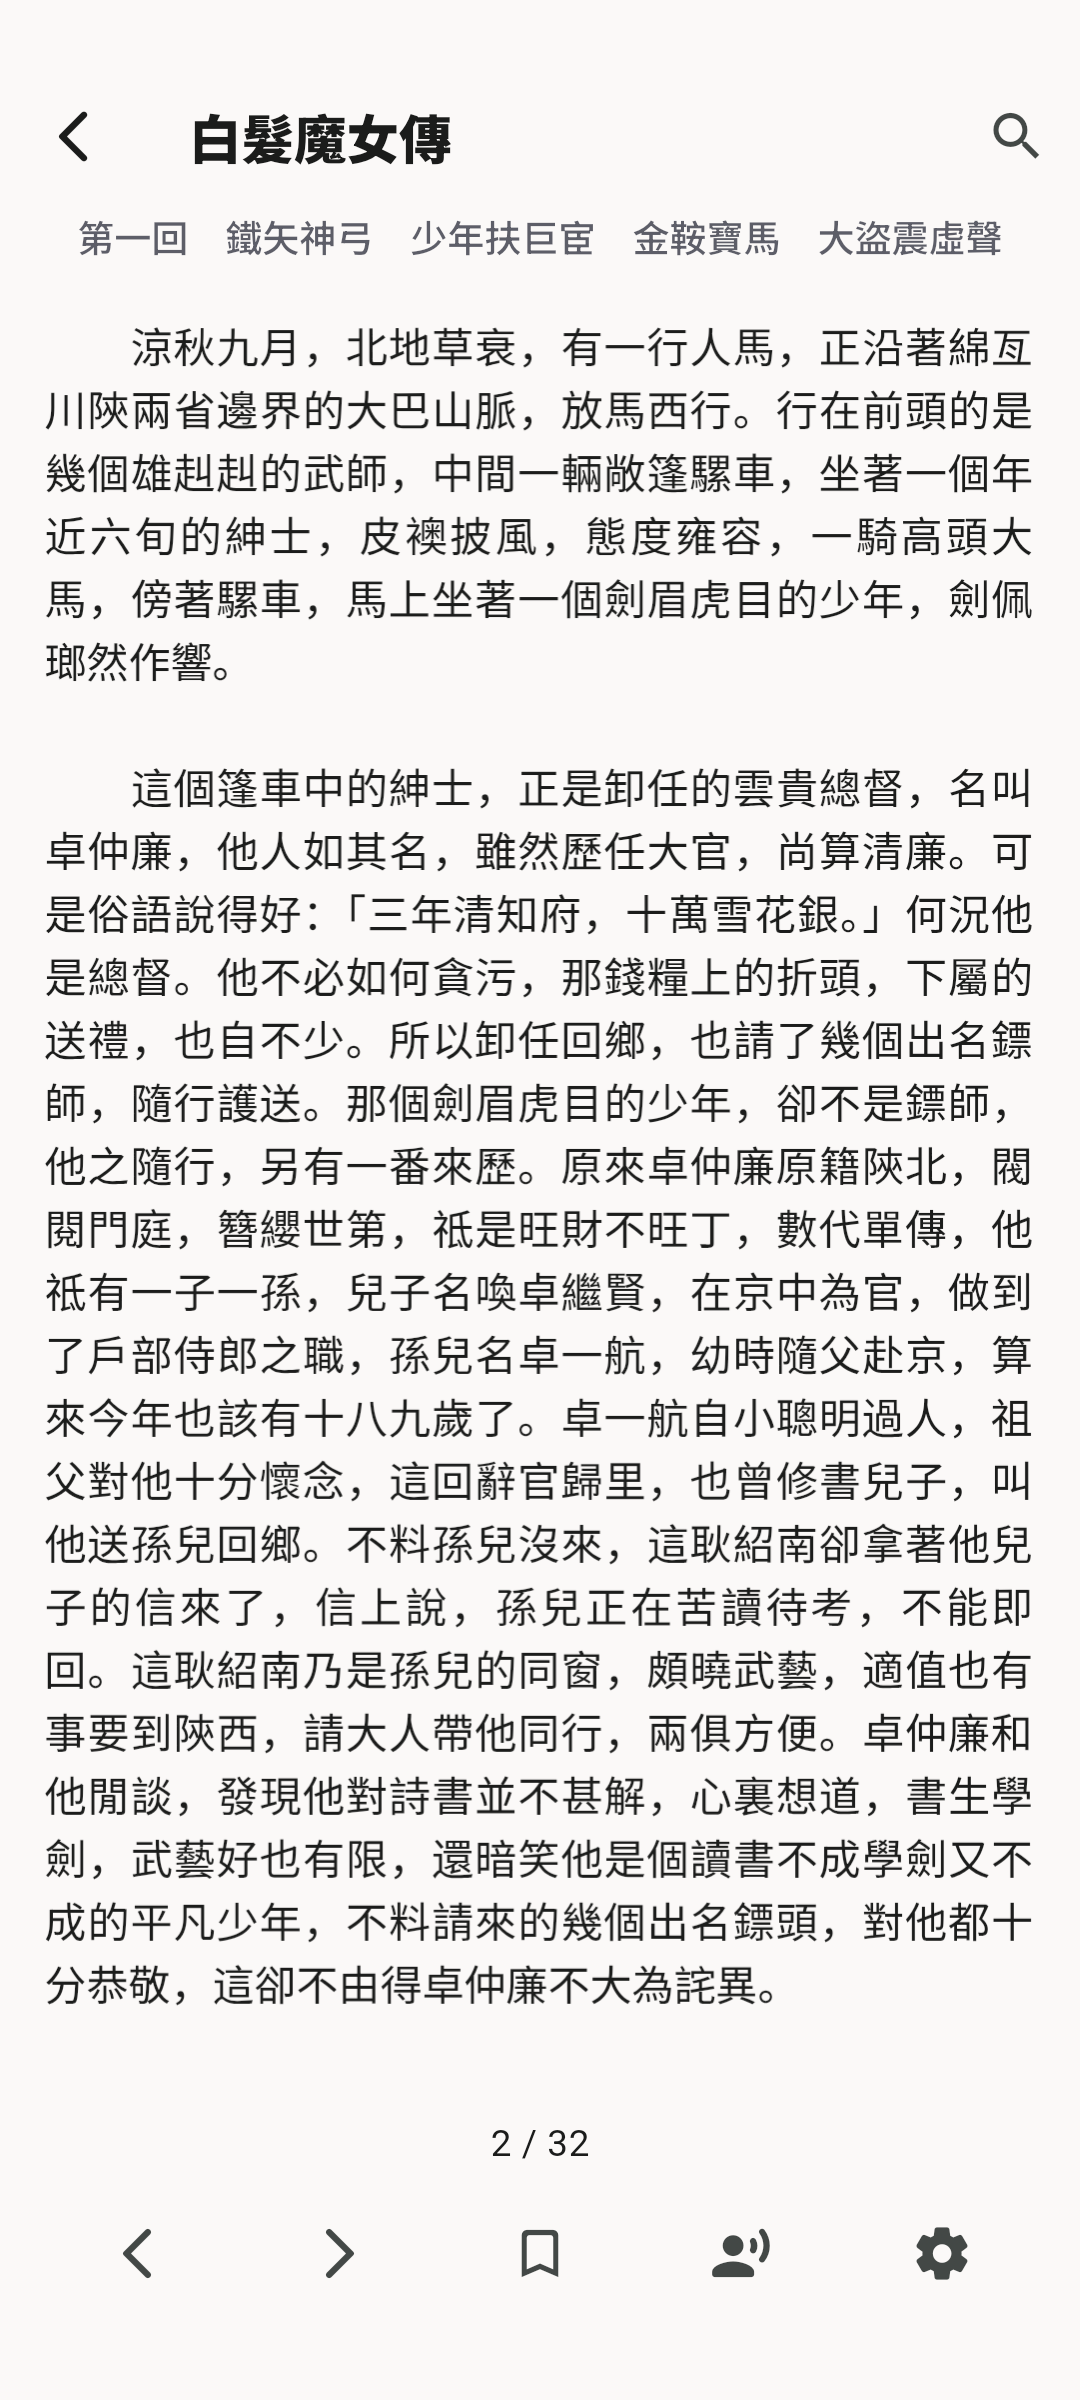 白髮魔女傳
第一回　鐵矢神弓　少年扶巨宦　金鞍寶馬　大盜震虛聲
涼秋九月，北地草衰，有一行人馬，正沿著綿亙
川陝兩省邊界的大巴山脈，放馬西行。行在前頭的是
幾個雄赳赳的武師，中間一輛敞篷騾車，坐著一個年
近六旬的紳士，皮襖披風，態度雍容，一騎高頭大
馬，傍著騾車，馬上坐著一個劍眉虎目的少年，劍佩
瑯然作響。
這個篷車中的紳士，正是卸任的雲貴總督，名叫
卓仲廉，他人如其名，雖然歷任大官，尚算清廉。可
是俗語說得好：「三年清知府，十萬雪花銀。」何況他
是總督。他不必如何貪污，那錢糧上的折頭，下屬的
送禮，也自不少。所以卸任回鄉，也請了幾個出名鏢
師，隨行護送。那個劍眉虎目的少年，卻不是鏢師，
他之隨行，另有一番來歷。原來卓仲廉原籍陝北，閥
閱門庭，簪纓世第，祗是旺財不旺丁，數代單傳，他
祗有一子一孫，兒子名喚卓繼賢，在京中為官，做到
了戶部侍郎之職，孫兒名卓一航，幼時隨父赴京，算
來今年也該有十八九歲了。卓一航自小聰明過人，祖
父對他十分懷念，這回辭官歸里，也曾修書兒子，叫
他送孫兒回鄉。不料孫兒沒來，這耿紹南卻拿著他兒
子的信來了，信上說，孫兒正在苦讀待考，不能即
回。這耿紹南乃是孫兒的同窗，頗曉武藝，適值也有
事要到陝西，請大人帶他同行，兩俱方便。卓仲廉和
他閒談，發現他對詩書並不甚解，心裏想道，書生學
劍，武藝好也有限，還暗笑他是個讀書不成學劍又不
成的平凡少年，不料請來的幾個出名鏢頭，對他都十
分恭敬，這卻不由得卓仲廉不大為詫異。
2 / 32